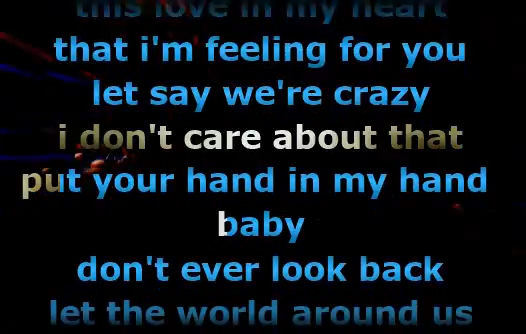 this love in my heart
that i'm feeling for you
let say we're crazy
i don't care about that
put your hand in my hand
baby
don't ever look back
let the world around us